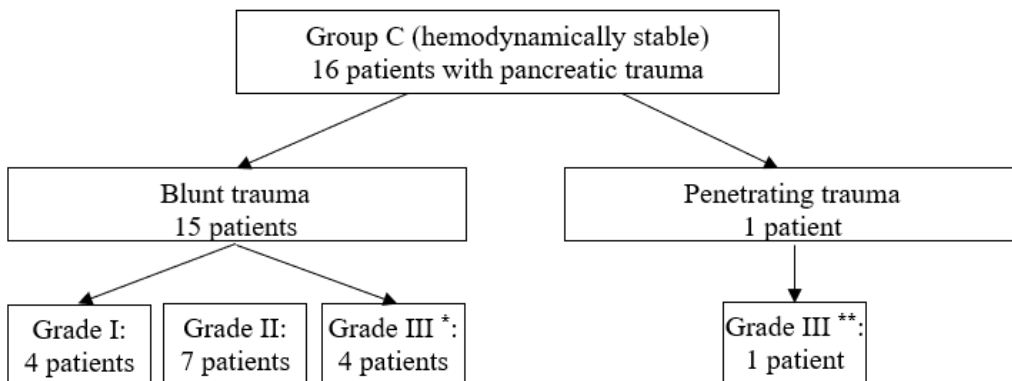 Group C (hemodynamically stable)
16 patients with pancreatic trauma
Blunt trauma
15 patients
Penetrating trauma
1 patient
Grade I:
4 patients
Grade II:
7 patients
Grade III *:
4 patients
Grade III **:
1 patient